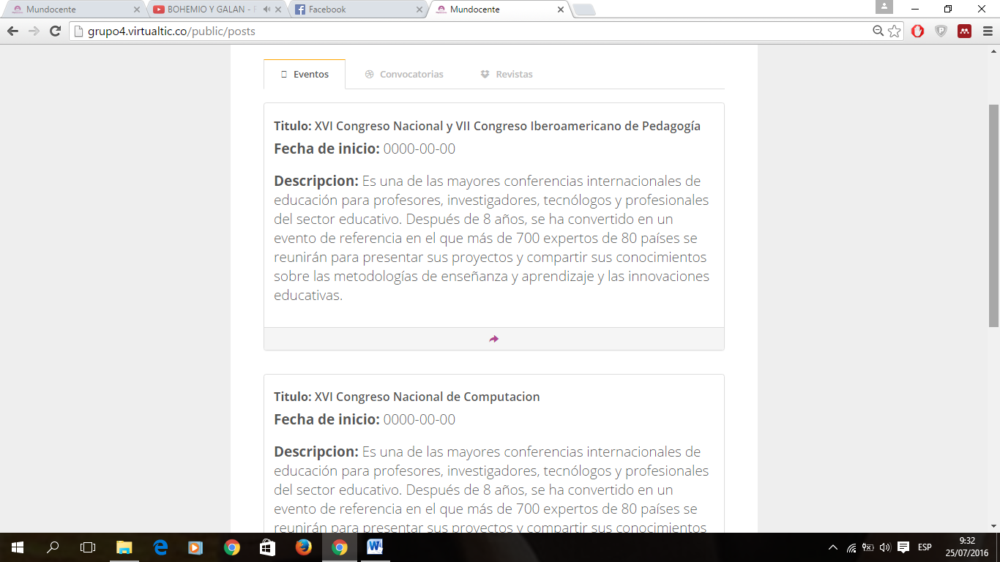 Mundocente
BOHEMIO Y GALAN -
Facebook
Mundocente
grupo4.virtualtic.co/public/posts
Eventos
Convocatorias
Revistas
Titulo: XVI Congreso Nacional y VII Congreso Iberoamericano de Pedagogía
Fecha de inicio: 0000-00-00
Descripcion: Es una de las mayores conferencias internacionales de
educación para profesores, investigadores, tecnólogos y profesionales
del sector educativo. Después de 8 años, se ha convertido en un
evento de referencia en el que más de 700 expertos de 80 países se
reunirán para presentar sus proyectos y compartir sus conocimientos
sobre las metodologías de enseñanza y aprendizaje y las innovaciones
educativas.
Titulo: XVI Congreso Nacional de Computacion
Fecha de inicio: 0000-00-00
Descripcion: Es una de las mayores conferencias internacionales de
educación para profesores, investigadores, tecnólogos y profesionales
del sector educativo. Después de 8 años, se ha convertido en un
evento de referencia en el que más de 700 expertos de 80 países se
reunirán para presentar sus proyectos y compartir sus conocimientos
ESP
9:32
25/07/2016